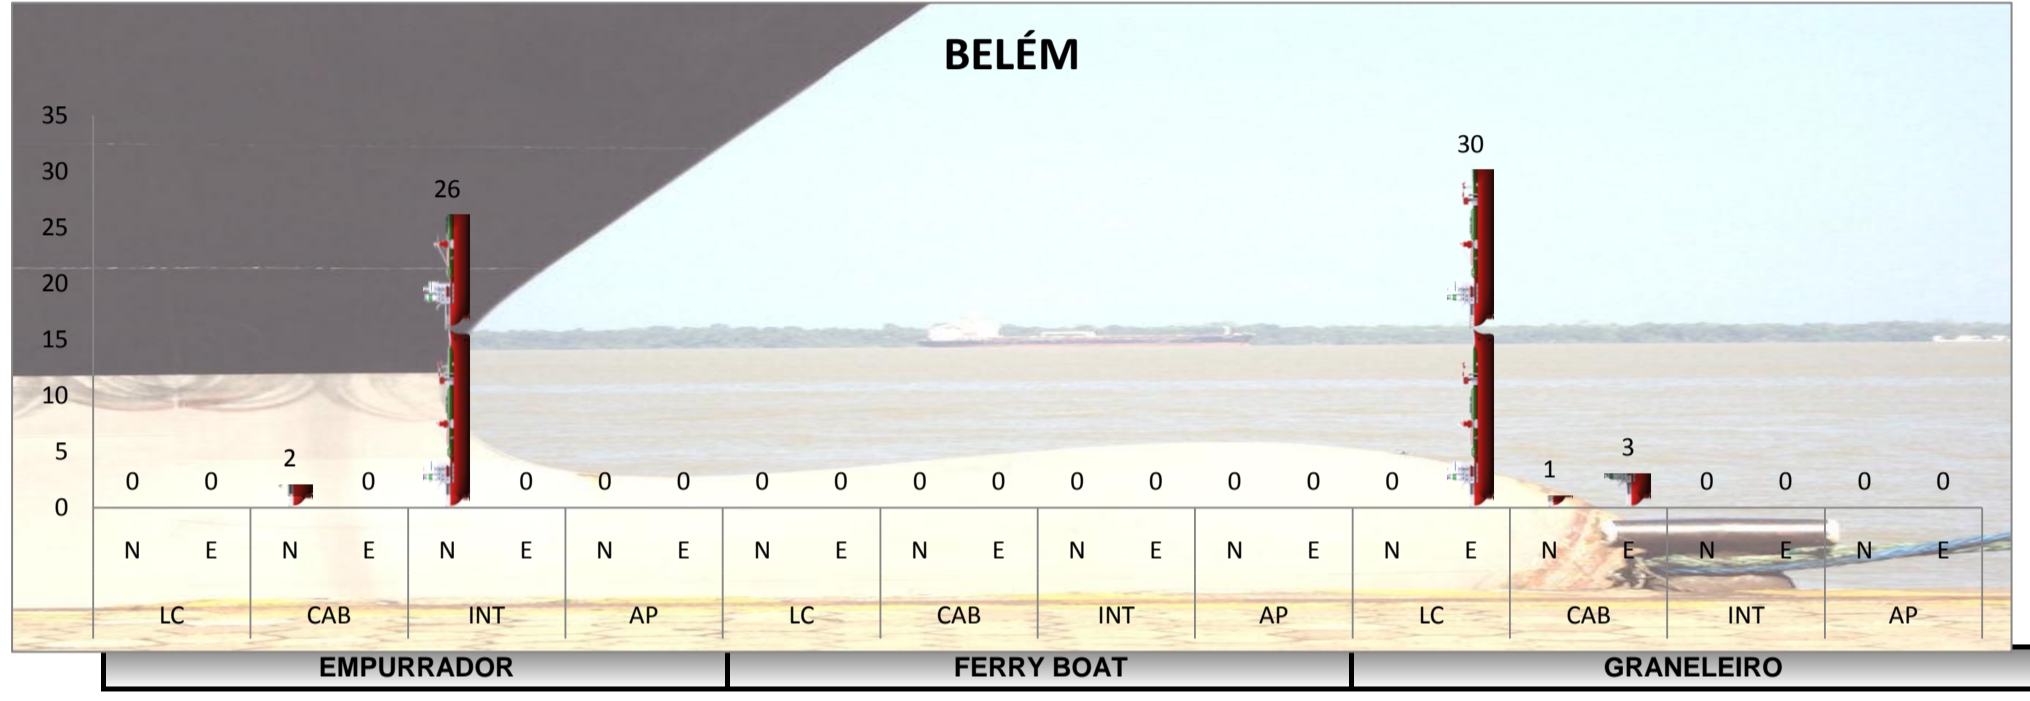 BELÉM
35
30
25
20
15
10
5
0
26
30
2
1
3
0 0 0 0 0 0 0 0 0 0 0 0 0 0 0 0 0 0 0
N E N E N E N E N E N E N E N E N E N E N E N E
LC CAB INT AP LC CAB INT AP LC CAB INT AP
EMPURRADOR FERRY BOAT GRANELEIRO